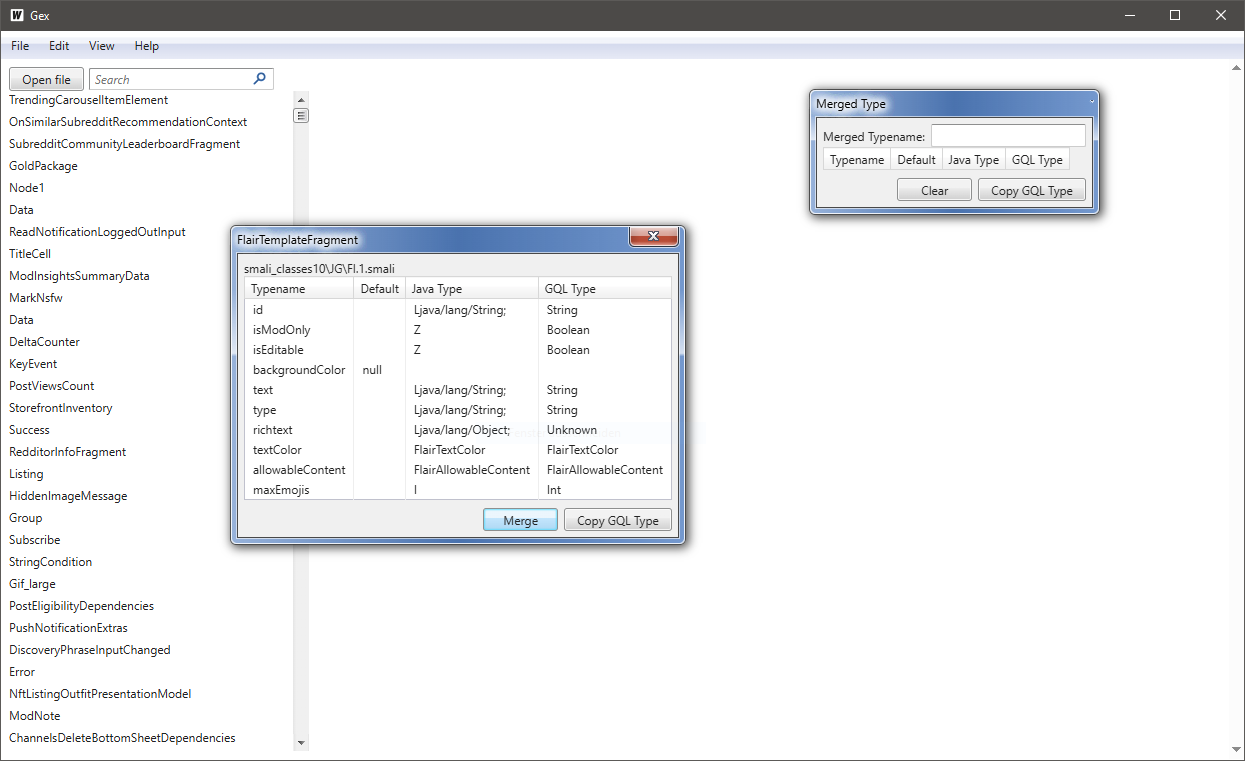 W Gex
File Edit View Help
Open file Search
TrendingCarouselItemElement
OnSimilarSubredditRecommendationContext
SubredditCommunityLeaderboardFragment
GoldPackage
Node1
Data
ReadNotificationLoggedOutInput
TitleCell
ModInsightsSummaryData
MarkNsfw
Data
DeltaCounter
KeyEvent
PostViewsCount
StorefrontInventory
Success
RedditorInfoFragment
Listing
HiddenImageMessage
Group
Subscribe
StringCondition
Gif_large
PostEligibilityDependencies
PushNotificationExtras
DiscoveryPhraseInputChanged
Error
NftListingOutfitPresentationModel
ModNote
ChannelsDeleteBottomSheetDependencies
FlairTemplateFragment
smali_classes10\JG\Fl.1.smali
Typename Default Java Type GQL Type
id Ljava/lang/String; String
isModOnly Z Boolean
isEditable Z Boolean
backgroundColor null
text Ljava/lang/String; String
type Ljava/lang/String; String
richtext Ljava/lang/Object; Unknown
textColor FlairTextColor FlairTextColor
allowableContent FlairAllowableContent FlairAllowableContent
maxEmojis I Int
Merge Copy GQL Type
Merged Type
Merged Typename:
Typename Default Java Type GQL Type
Clear Copy GQL Type